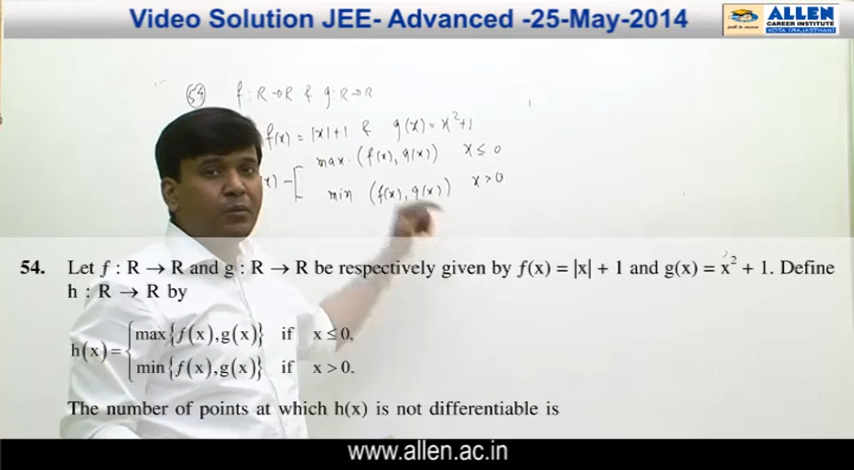 Video Solution JEE- Advanced -25-May-2014
ALLEN
CAREER INSTITUTE
KOTA (RAJASTHAN)
54 f : R→R & g : R→R
f(x) = |x|+1 & g(x) = x²+1
max. (f(x), g(x)) x ≤ 0
x) - [
min (f(x), g(x)) x > 0
54. Let f : R → R and g : R → R be respectively given by f(x) = |x| + 1 and g(x) = x² + 1. Define
h : R → R by
h(x) = { max{f(x),g(x)} if x ≤ 0,
min{f(x),g(x)} if x > 0.
The number of points at which h(x) is not differentiable is
www.allen.ac.in